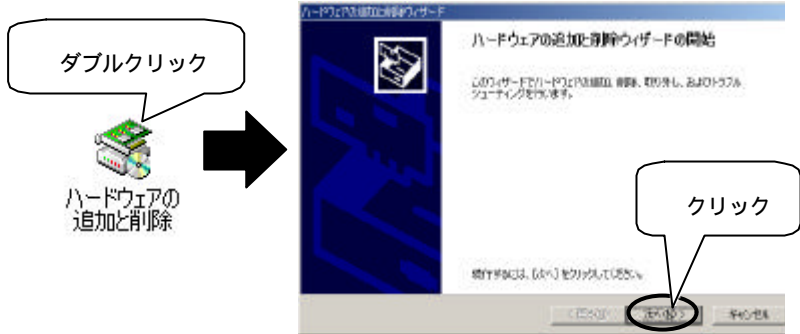 ダブルクリック
ハードウェアの
追加と削除
ハードウェアの追加と削除ウィザード
ハードウェアの追加と削除ウィザードの開始
このウィザードでハードウェアの追加、削除、取り外し、およびトラブル
シューティングを行います。
クリック
続行するには、[次へ] をクリックしてください。
次へ(N) >
キャンセル